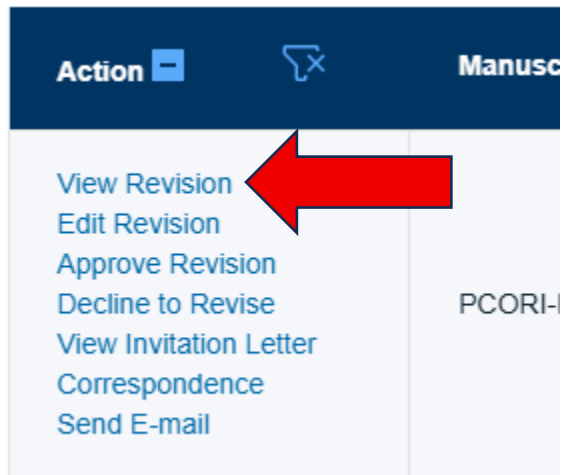 Action Manusc
View Revision
Edit Revision
Approve Revision
Decline to Revise
View Invitation Letter
Correspondence
Send E-mail
PCORI-